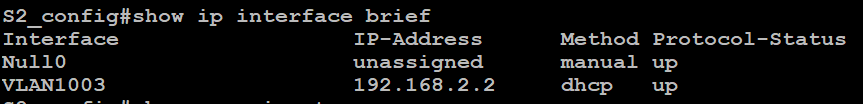 S2_config#show ip interface brief
Interface IP-Address Method Protocol-Status
Null0 unassigned manual up
VLAN1003 192.168.2.2 dhcp up